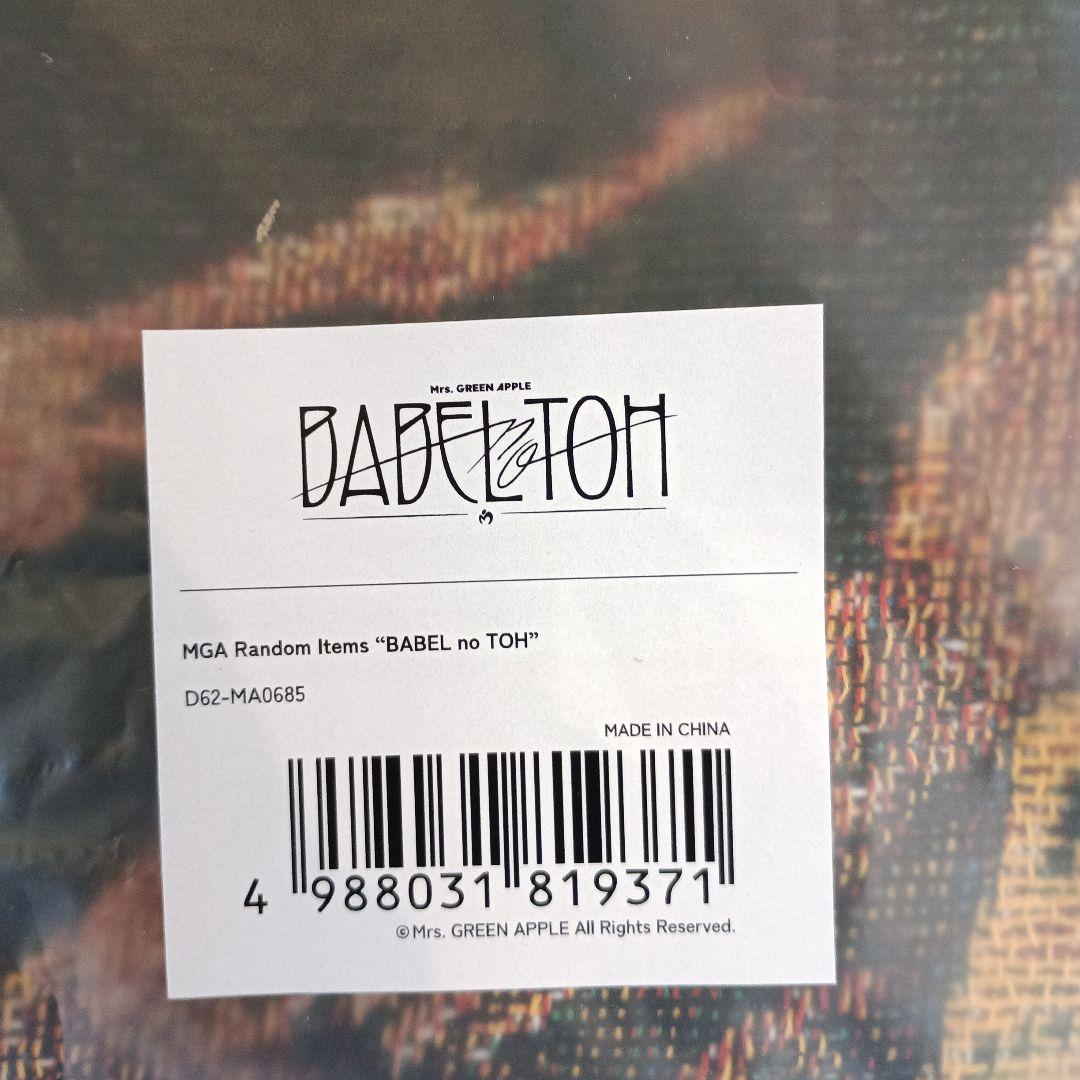 Mrs. GREEN APPLE
BABEL no TOH
MGA Random Items “BABEL no TOH”
D62-MA0685
MADE IN CHINA
4 988031 819371
©Mrs. GREEN APPLE All Rights Reserved.